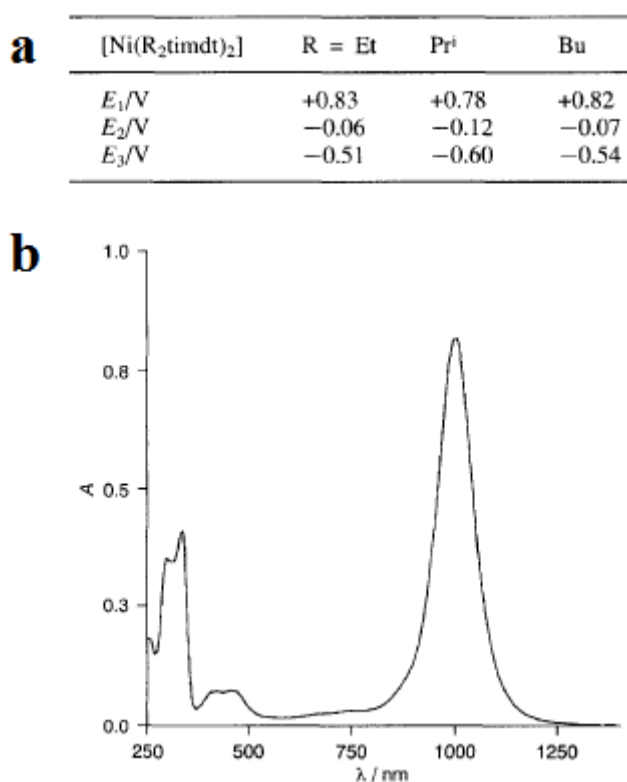 a
[Ni(R₂timdt)₂] R = Et Prⁱ Bu
E₁/V +0.83 +0.78 +0.82
E₂/V −0.06 −0.12 −0.07
E₃/V −0.51 −0.60 −0.54
b
1.0
0.8
0.5
0.3
0.0
A
250 500 750 1000 1250
λ / nm